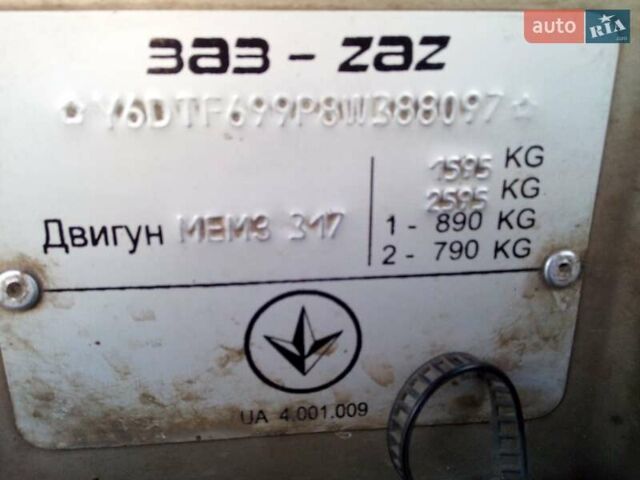 auto RIA .com
ЗАЗ - ZAZ
☆Y6DTF699P8W388097☆
1595 KG
2595 KG
Двигун МЕМЗ 317
1 - 890 KG
2 - 790 KG
UA 4.001.009